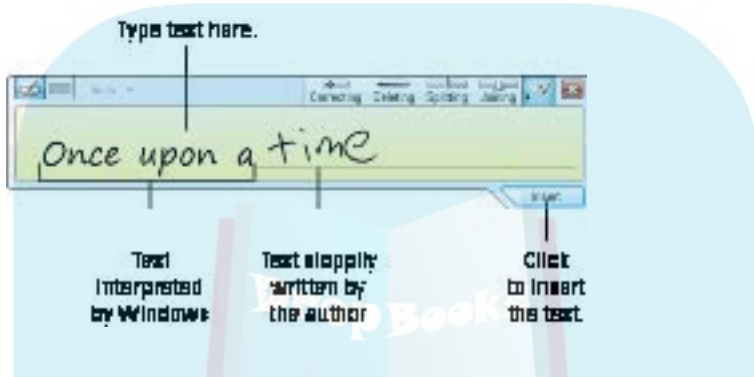 Type text here.
Correcting Deleting Splitting Joining
Once upon a time
Insert
Text interpreted by Windows
Text sloppily written by the author
Click to insert the text.
Books